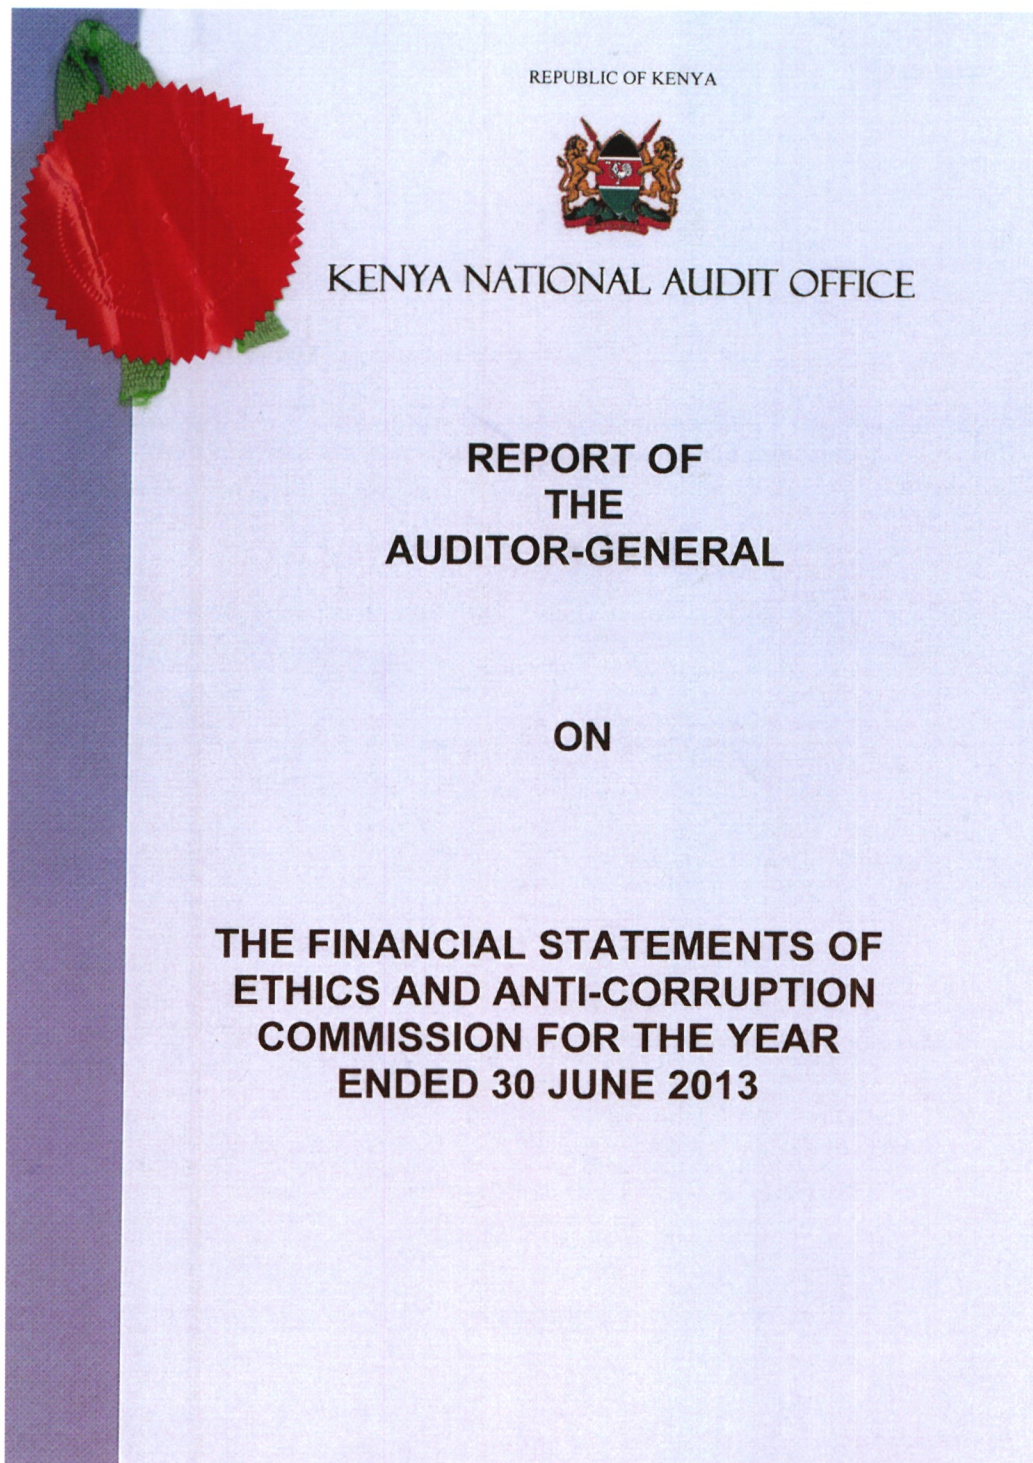 REPUBLIC OF KENYA
KENYA NATIONAL AUDIT OFFICE
REPORT OF
THE
AUDITOR-GENERAL
ON
THE FINANCIAL STATEMENTS OF
ETHICS AND ANTI-CORRUPTION
COMMISSION FOR THE YEAR
ENDED 30 JUNE 2013